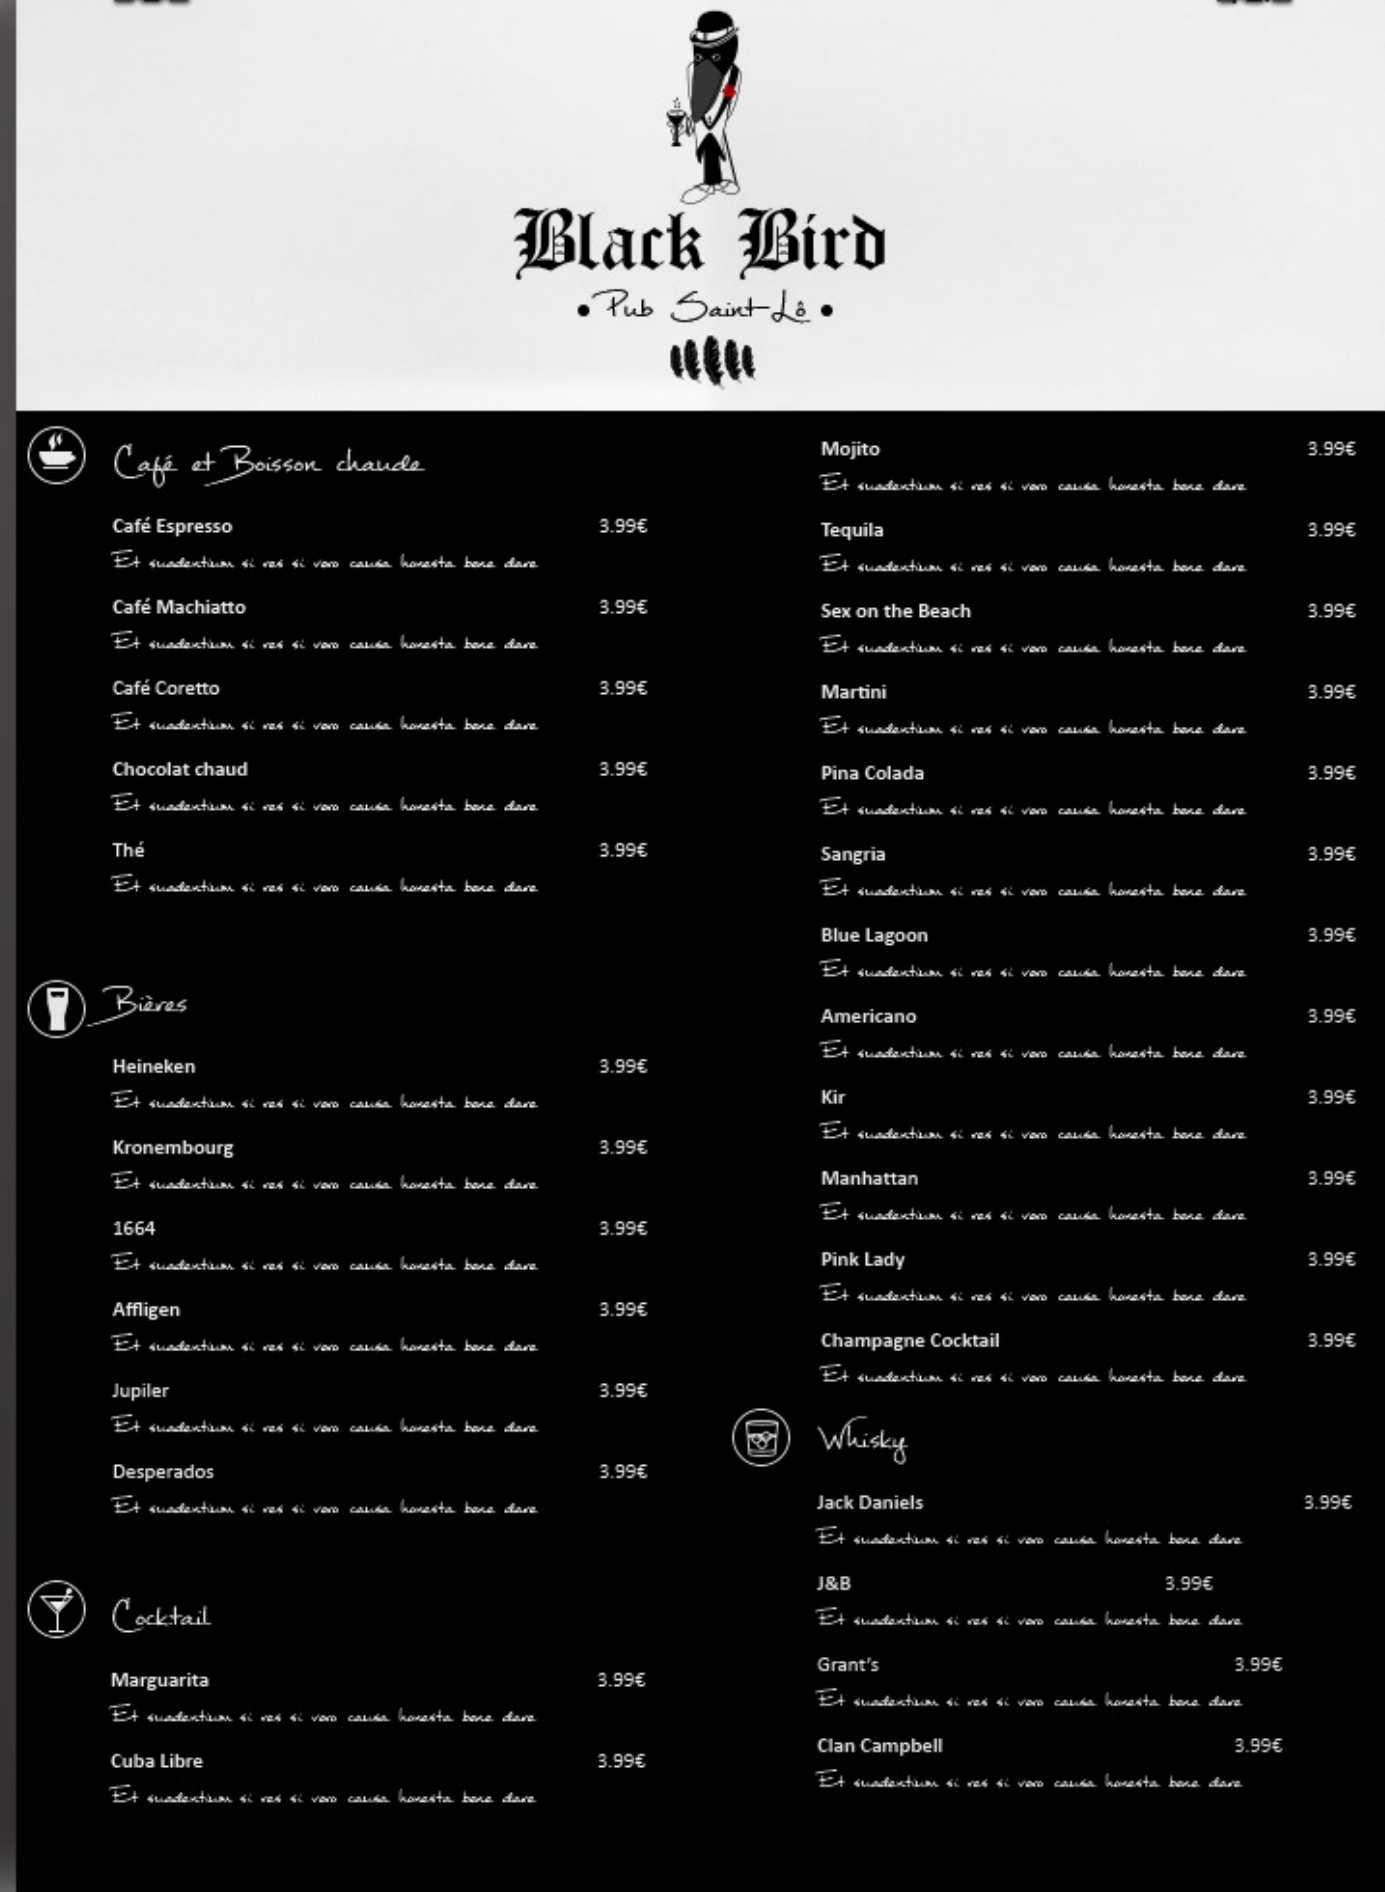 Black Bird
• Pub Saint-Lô •
Café et Boisson chaude
Café Espresso 3.99€
Et suadentium si res si vero causa honesta bene dare
Café Machiatto 3.99€
Et suadentium si res si vero causa honesta bene dare
Café Coretto 3.99€
Et suadentium si res si vero causa honesta bene dare
Chocolat chaud 3.99€
Et suadentium si res si vero causa honesta bene dare
Thé 3.99€
Et suadentium si res si vero causa honesta bene dare
Bières
Heineken 3.99€
Et suadentium si res si vero causa honesta bene dare
Kronembourg 3.99€
Et suadentium si res si vero causa honesta bene dare
1664 3.99€
Et suadentium si res si vero causa honesta bene dare
Affligen 3.99€
Et suadentium si res si vero causa honesta bene dare
Jupiler 3.99€
Et suadentium si res si vero causa honesta bene dare
Desperados 3.99€
Et suadentium si res si vero causa honesta bene dare
Cocktail
Marguarita 3.99€
Et suadentium si res si vero causa honesta bene dare
Cuba Libre 3.99€
Et suadentium si res si vero causa honesta bene dare
Mojito 3.99€
Et suadentium si res si vero causa honesta bene dare
Tequila 3.99€
Et suadentium si res si vero causa honesta bene dare
Sex on the Beach 3.99€
Et suadentium si res si vero causa honesta bene dare
Martini 3.99€
Et suadentium si res si vero causa honesta bene dare
Pina Colada 3.99€
Et suadentium si res si vero causa honesta bene dare
Sangria 3.99€
Et suadentium si res si vero causa honesta bene dare
Blue Lagoon 3.99€
Et suadentium si res si vero causa honesta bene dare
Americano 3.99€
Et suadentium si res si vero causa honesta bene dare
Kir 3.99€
Et suadentium si res si vero causa honesta bene dare
Manhattan 3.99€
Et suadentium si res si vero causa honesta bene dare
Pink Lady 3.99€
Et suadentium si res si vero causa honesta bene dare
Champagne Cocktail 3.99€
Et suadentium si res si vero causa honesta bene dare
Whisky
Jack Daniels 3.99€
Et suadentium si res si vero causa honesta bene dare
J&B 3.99€
Et suadentium si res si vero causa honesta bene dare
Grant's 3.99€
Et suadentium si res si vero causa honesta bene dare
Clan Campbell 3.99€
Et suadentium si res si vero causa honesta bene dare